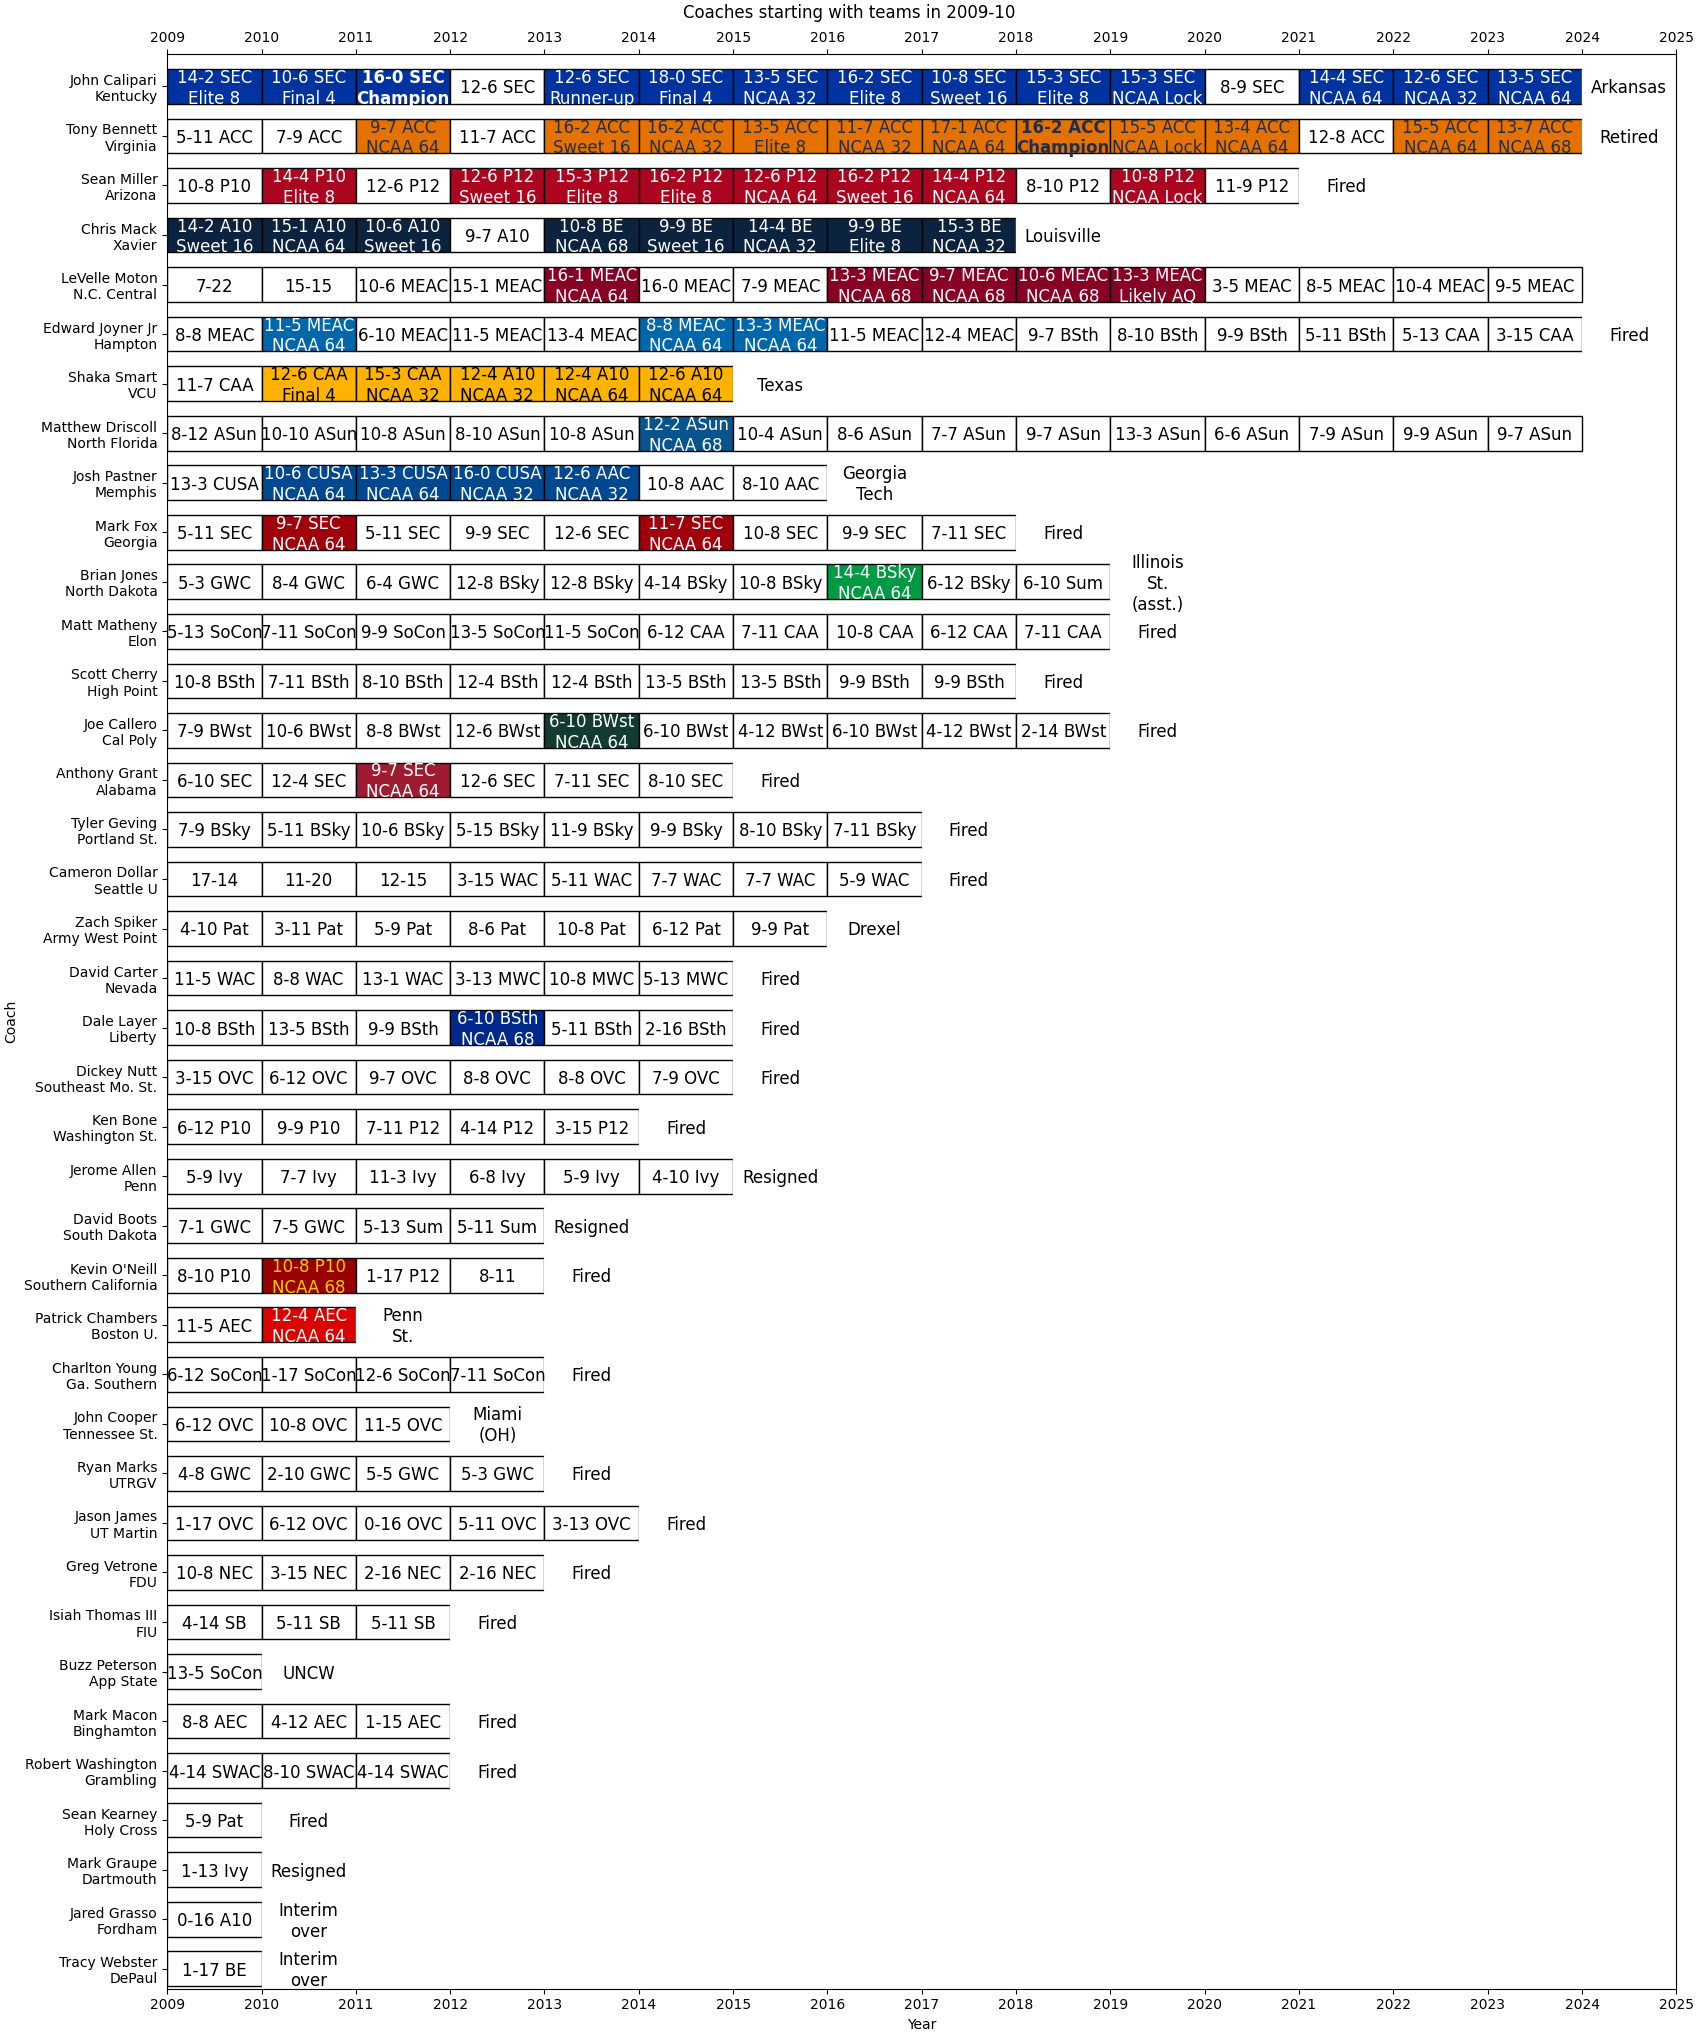 Coaches starting with teams in 2009-10
2009 2010 2011 2012 2013 2014 2015 2016 2017 2018 2019 2020 2021 2022 2023 2024 2025
John Calipari
Kentucky
14-2 SEC 10-6 SEC 16-0 SEC 12-6 SEC 12-6 SEC 18-0 SEC 13-5 SEC 16-2 SEC 10-8 SEC 15-3 SEC 15-3 SEC 8-9 SEC 14-4 SEC 12-6 SEC 13-5 SEC Arkansas
Elite 8 Final 4 Champion Runner-up Final 4 NCAA 32 Elite 8 Sweet 16 Elite 8 NCAA Lock NCAA 64 NCAA 32 NCAA 64
Tony Bennett
Virginia
5-11 ACC 7-9 ACC 9-7 ACC 11-7 ACC 16-2 ACC 16-2 ACC 13-5 ACC 11-7 ACC 17-1 ACC 16-2 ACC 15-5 ACC 13-4 ACC 12-8 ACC 15-5 ACC 13-7 ACC Retired
NCAA 64 Sweet 16 NCAA 32 Elite 8 NCAA 32 NCAA 64 Champion NCAA Lock NCAA 64 NCAA 64 NCAA 68
Sean Miller
Arizona
10-8 P10 14-4 P10 12-6 P12 12-6 P12 15-3 P12 16-2 P12 12-6 P12 16-2 P12 14-4 P12 8-10 P12 10-8 P12 11-9 P12 Fired
Elite 8 Sweet 16 Elite 8 Elite 8 NCAA 64 Sweet 16 NCAA 64 NCAA Lock
Chris Mack
Xavier
14-2 A10 15-1 A10 10-6 A10 9-7 A10 10-8 BE 9-9 BE 14-4 BE 9-9 BE 15-3 BE Louisville
Sweet 16 NCAA 64 Sweet 16 NCAA 68 Sweet 16 NCAA 32 Elite 8 NCAA 32
LeVelle Moton
N.C. Central
7-22 15-15 10-6 MEAC 15-1 MEAC 16-1 MEAC 16-0 MEAC 7-9 MEAC 13-3 MEAC 9-7 MEAC 10-6 MEAC 13-3 MEAC 3-5 MEAC 8-5 MEAC 10-4 MEAC 9-5 MEAC
NCAA 64 NCAA 68 NCAA 68 NCAA 68 Likely AQ
Edward Joyner Jr
Hampton
8-8 MEAC 11-5 MEAC 6-10 MEAC 11-5 MEAC 13-4 MEAC 8-8 MEAC 13-3 MEAC 11-5 MEAC 12-4 MEAC 9-7 BSth 8-10 BSth 9-9 BSth 5-11 BSth 5-13 CAA 3-15 CAA Fired
NCAA 64 NCAA 64 NCAA 64
Shaka Smart
VCU
11-7 CAA 12-6 CAA 15-3 CAA 12-4 A10 12-4 A10 12-6 A10 Texas
Final 4 NCAA 32 NCAA 32 NCAA 64 NCAA 64
Matthew Driscoll
North Florida
8-12 ASun 10-10 ASun 10-8 ASun 8-10 ASun 10-8 ASun 12-2 ASun 10-4 ASun 8-6 ASun 7-7 ASun 9-7 ASun 13-3 ASun 6-6 ASun 7-9 ASun 9-9 ASun 9-7 ASun
NCAA 68
Josh Pastner
Memphis
13-3 CUSA 10-6 CUSA 13-3 CUSA 16-0 CUSA 12-6 AAC 10-8 AAC 8-10 AAC Georgia
NCAA 64 NCAA 64 NCAA 32 NCAA 32 Tech
Mark Fox
Georgia
5-11 SEC 9-7 SEC 5-11 SEC 9-9 SEC 12-6 SEC 11-7 SEC 10-8 SEC 9-9 SEC 7-11 SEC Fired
NCAA 64 NCAA 64
Brian Jones
North Dakota
5-3 GWC 8-4 GWC 6-4 GWC 12-8 BSky 12-8 BSky 4-14 BSky 10-8 BSky 14-4 BSky 6-12 BSky 6-10 Sum Illinois
NCAA 64 St.
(asst.)
Matt Matheny
Elon
5-13 SoCon 7-11 SoCon 9-9 SoCon 13-5 SoCon 11-5 SoCon 6-12 CAA 7-11 CAA 10-8 CAA 6-12 CAA 7-11 CAA Fired
Scott Cherry
High Point
10-8 BSth 7-11 BSth 8-10 BSth 12-4 BSth 12-4 BSth 13-5 BSth 13-5 BSth 9-9 BSth 9-9 BSth Fired
Joe Callero
Cal Poly
7-9 BWst 10-6 BWst 8-8 BWst 12-6 BWst 6-10 BWst 6-10 BWst 4-12 BWst 6-10 BWst 4-12 BWst 2-14 BWst Fired
NCAA 64
Anthony Grant
Alabama
6-10 SEC 12-4 SEC 9-7 SEC 12-6 SEC 7-11 SEC 8-10 SEC Fired
NCAA 64
Tyler Geving
Portland St.
7-9 BSky 5-11 BSky 10-6 BSky 5-15 BSky 11-9 BSky 9-9 BSky 8-10 BSky 7-11 BSky Fired
Cameron Dollar
Seattle U
17-14 11-20 12-15 3-15 WAC 5-11 WAC 7-7 WAC 7-7 WAC 5-9 WAC Fired
Zach Spiker
Army West Point
4-10 Pat 3-11 Pat 5-9 Pat 8-6 Pat 10-8 Pat 6-12 Pat 9-9 Pat Drexel
David Carter
Nevada
11-5 WAC 8-8 WAC 13-1 WAC 3-13 MWC 10-8 MWC 5-13 MWC Fired
Dale Layer
Liberty
10-8 BSth 13-5 BSth 9-9 BSth 6-10 BSth 5-11 BSth 2-16 BSth Fired
NCAA 68
Dickey Nutt
Southeast Mo. St.
3-15 OVC 6-12 OVC 9-7 OVC 8-8 OVC 8-8 OVC 7-9 OVC Fired
Ken Bone
Washington St.
6-12 P10 9-9 P10 7-11 P12 4-14 P12 3-15 P12 Fired
Jerome Allen
Penn
5-9 Ivy 7-7 Ivy 11-3 Ivy 6-8 Ivy 5-9 Ivy 4-10 Ivy Resigned
David Boots
South Dakota
7-1 GWC 7-5 GWC 5-13 Sum 5-11 Sum Resigned
Kevin O'Neill
Southern California
8-10 P10 10-8 P10 1-17 P12 8-11 Fired
NCAA 68
Patrick Chambers
Boston U.
11-5 AEC 12-4 AEC Penn
NCAA 64 St.
Charlton Young
Ga. Southern
6-12 SoCon 1-17 SoCon 12-6 SoCon 7-11 SoCon Fired
John Cooper
Tennessee St.
6-12 OVC 10-8 OVC 11-5 OVC Miami
(OH)
Ryan Marks
UTRGV
4-8 GWC 2-10 GWC 5-5 GWC 5-3 GWC Fired
Jason James
UT Martin
1-17 OVC 6-12 OVC 0-16 OVC 5-11 OVC 3-13 OVC Fired
Greg Vetrone
FDU
10-8 NEC 3-15 NEC 2-16 NEC 2-16 NEC Fired
Isiah Thomas III
FIU
4-14 SB 5-11 SB 5-11 SB Fired
Buzz Peterson
App State
13-5 SoCon UNCW
Mark Macon
Binghamton
8-8 AEC 4-12 AEC 1-15 AEC Fired
Robert Washington
Grambling
4-14 SWAC 8-10 SWAC 4-14 SWAC Fired
Sean Kearney
Holy Cross
5-9 Pat Fired
Mark Graupe
Dartmouth
1-13 Ivy Resigned
Jared Grasso
Fordham
0-16 A10 Interim
over
Tracy Webster
DePaul
1-17 BE Interim
over
2009 2010 2011 2012 2013 2014 2015 2016 2017 2018 2019 2020 2021 2022 2023 2024 2025
Year
Coach